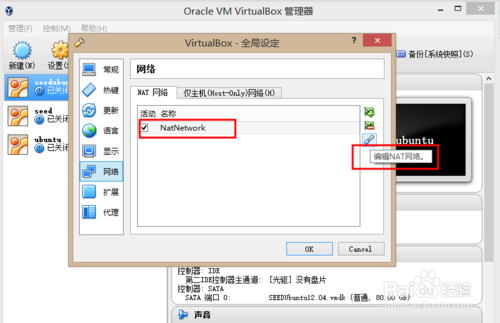 Oracle VM VirtualBox 管理器
管理(F) 控制(M) 帮助(H)
新建(N) 设置(S)
备份[系统快照](S)
seedubuntu
已关闭
seed
已关闭
ubuntu
已关闭
VirtualBox - 全局设定
常规
热键
更新
语言
显示
网络
扩展
代理
网络
NAT 网络 仅主机(Host-Only)网络(H)
活动 名称
NatNetwork
编辑NAT网络。
OK Cancel
控制器: IDE
第二IDE控制器主通道: [光驱] 没有盘片
控制器: SATA
SATA 端口 0: SEEDUbuntu12.04.vmdk (普通, 80.00 GB)
声音
Baidu 经验